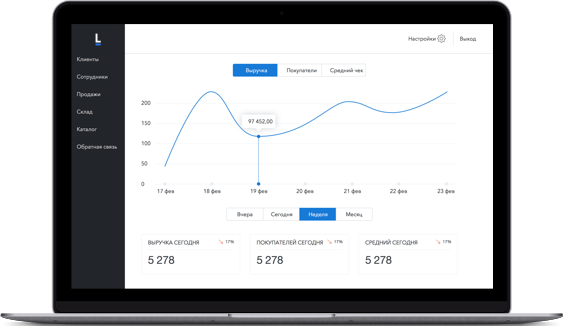 L
Настройки
Выход
Клиенты
Сотрудники
Продажи
Склад
Каталог
Обратная связь
Выручка Покупатели Средний чек
200
150
100
50
0
97 452,00
17 фев 18 фев 19 фев 20 фев 21 фев 22 фев 23 фев
Вчера Сегодня Неделя Месяц
ВЫРУЧКА СЕГОДНЯ 17%
5 278
ПОКУПАТЕЛЕЙ СЕГОДНЯ 17%
5 278
СРЕДНИЙ СЕГОДНЯ 17%
5 278